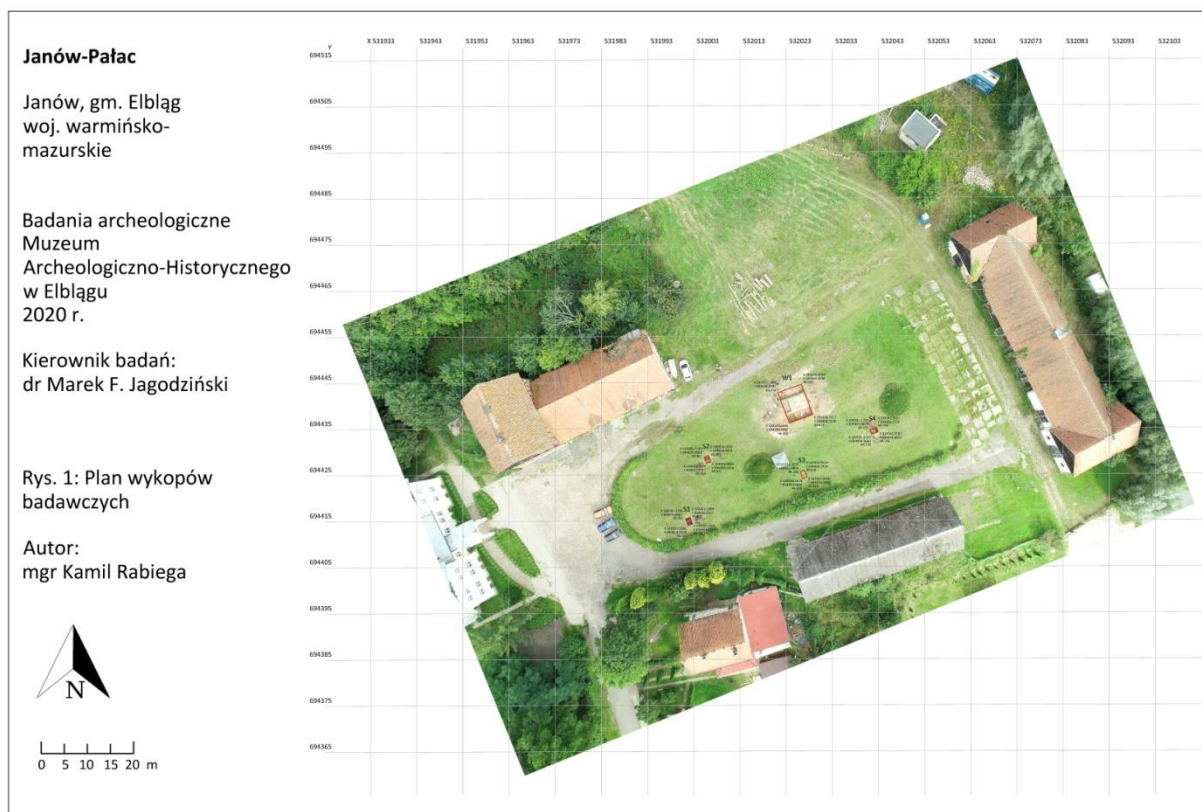 Janów-Pałac
Janów, gm. Elbląg
woj. warmińsko-
mazurskie
Badania archeologiczne
Muzeum
Archeologiczno-Historycznego
w Elblągu
2020 r.
Kierownik badań:
dr Marek F. Jagodziński
Rys. 1: Plan wykopów
badawczych
Autor:
mgr Kamil Rabiega
N
0 5 10 15 20 m
X 531933 531943 531953 531963 531973 531983 531993 532003 532013 532023 532033 532043 532053 532063 532073 532083 532093 532103
Y
694515
694505
694495
694485
694475
694465
694455
694445
694435
694425
694415
694405
694395
694385
694375
694365
W1
S4
S2
S3
S1